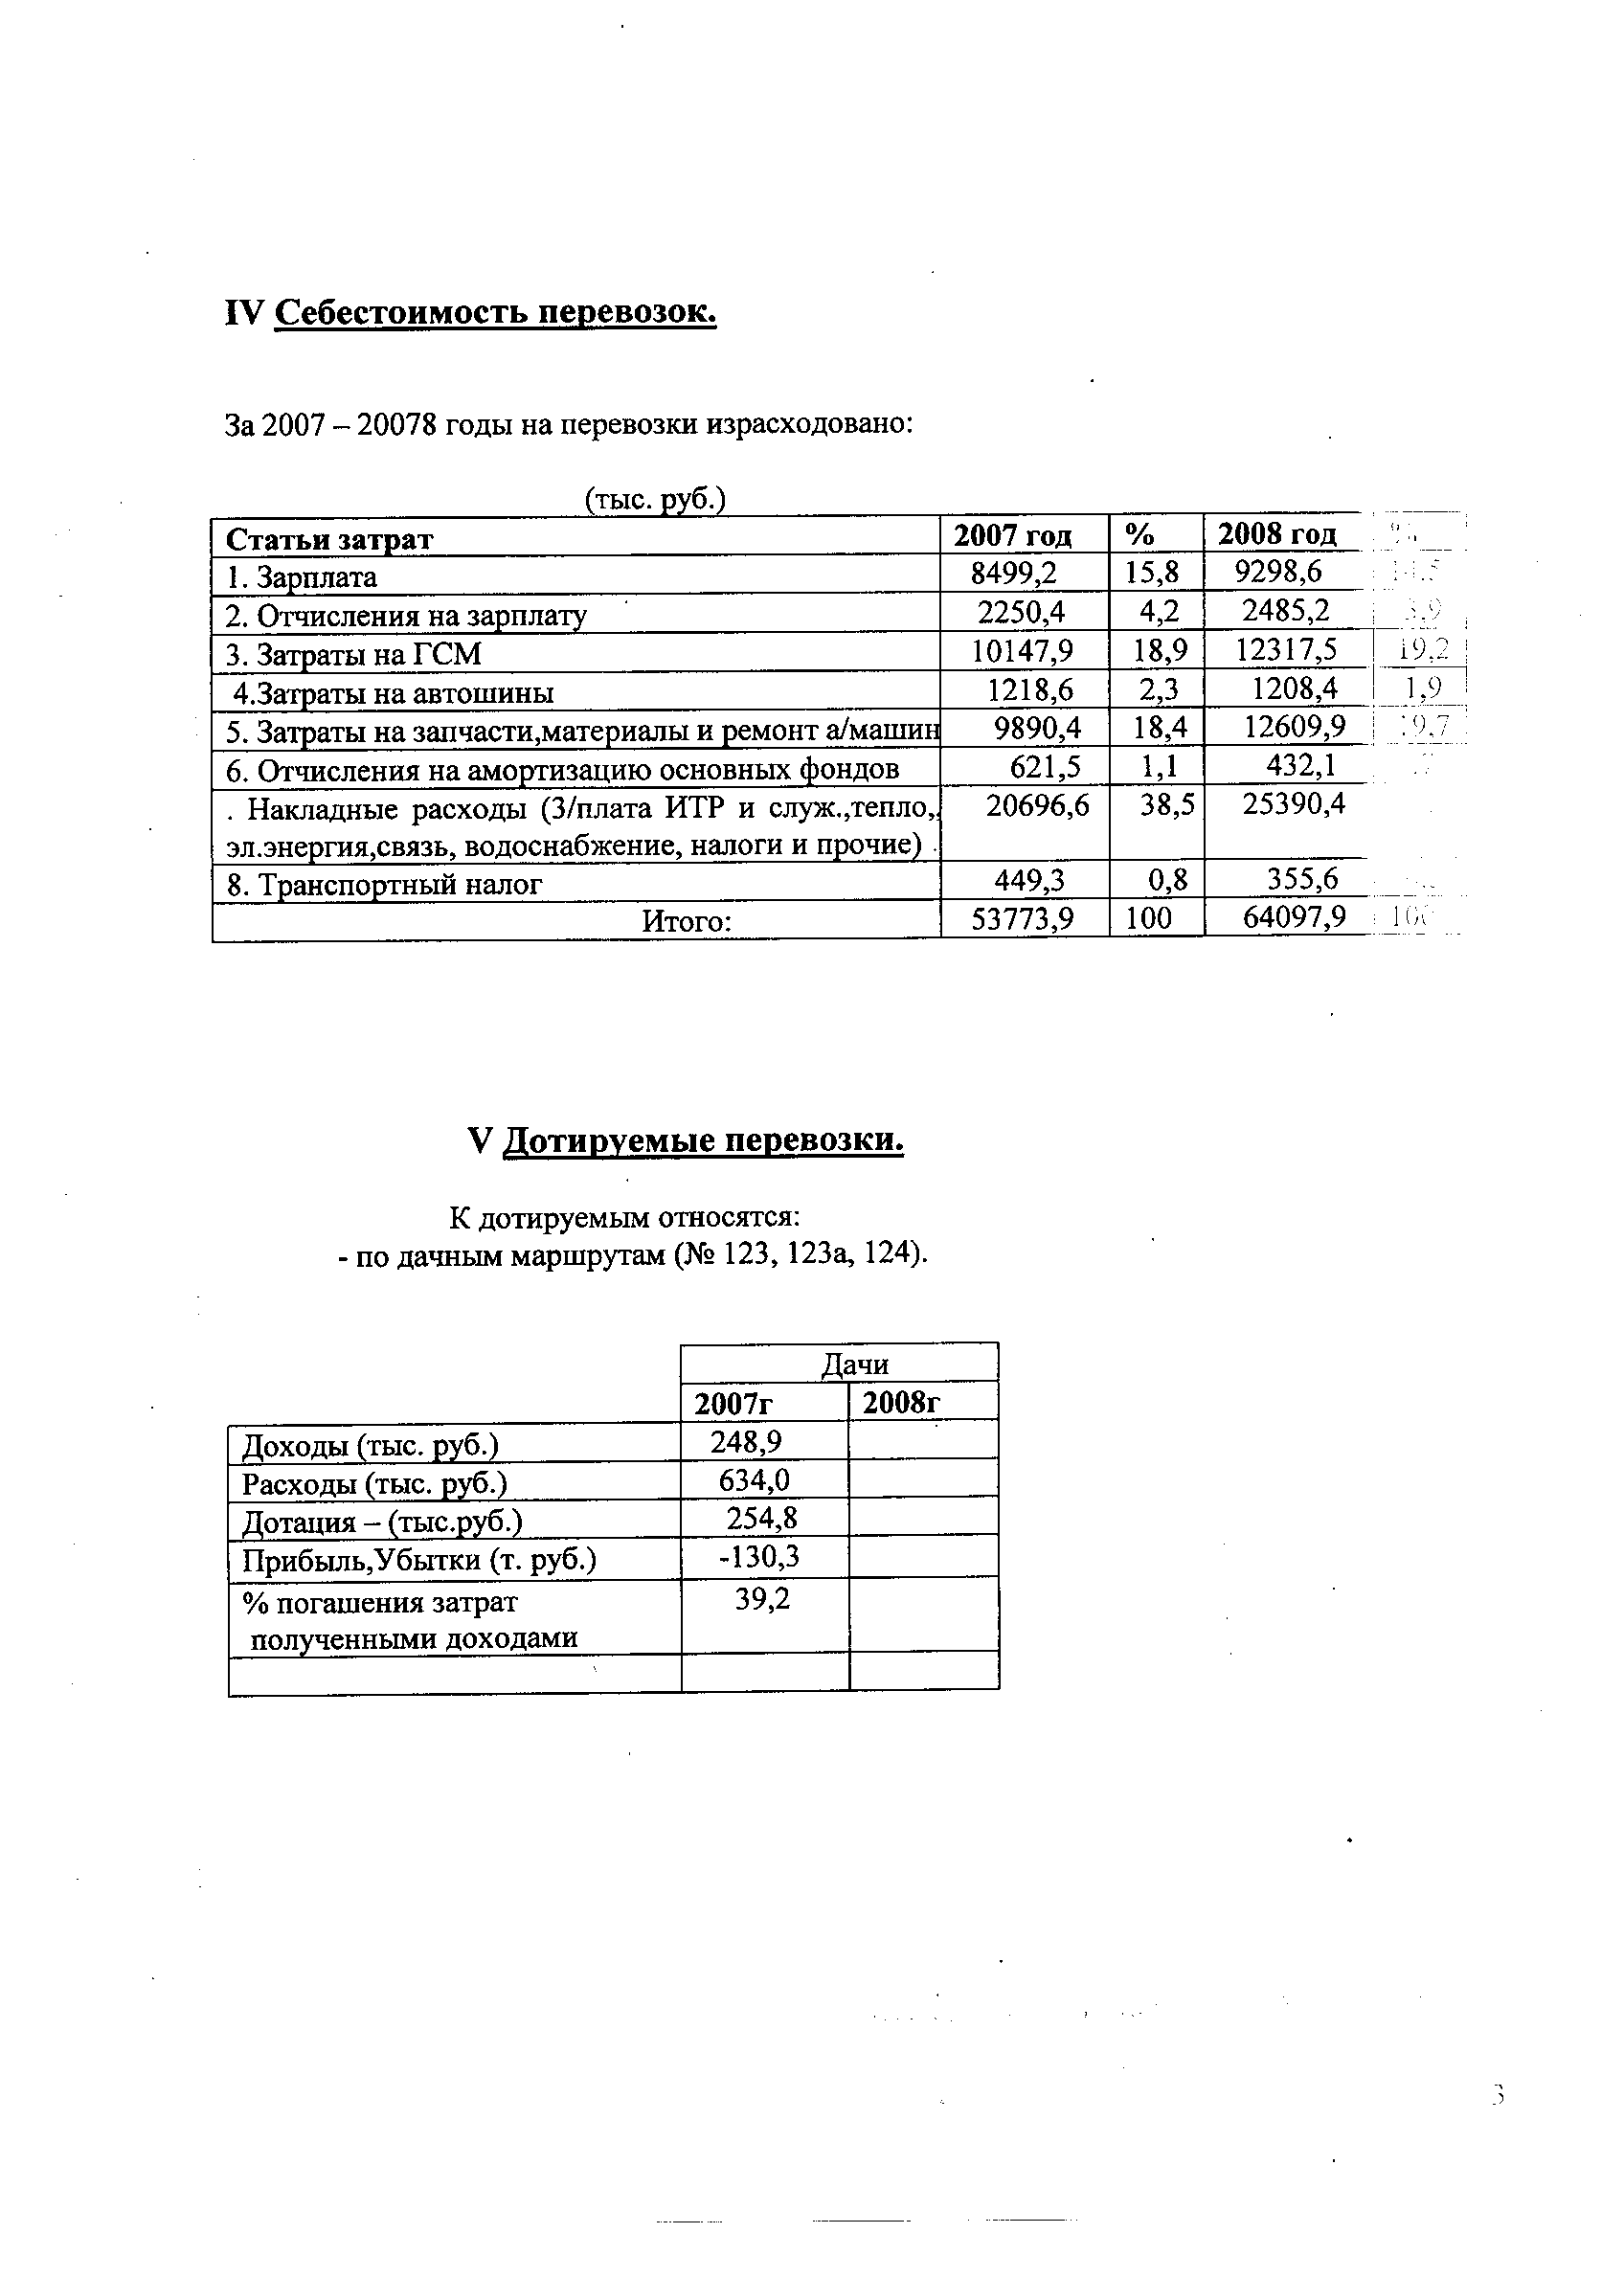 IV Себестоимость перевозок.
За 2007 – 20078 годы на перевозки израсходовано:
(тыс. руб.)
Статьи затрат 2007 год % 2008 год
1. Зарплата 8499,2 15,8 9298,6 14,5
2. Отчисления на зарплату 2250,4 4,2 2485,2 3,9
3. Затраты на ГСМ 10147,9 18,9 12317,5 19,2
4.Затраты на автошины 1218,6 2,3 1208,4 1,9
5. Затраты на запчасти,материалы и ремонт а/машин 9890,4 18,4 12609,9 19,7
6. Отчисления на амортизацию основных фондов 621,5 1,1 432,1
. Накладные расходы (З/плата ИТР и служ.,тепло, 20696,6 38,5 25390,4
эл.энергия,связь, водоснабжение, налоги и прочие)
8. Транспортный налог 449,3 0,8 355,6
Итого: 53773,9 100 64097,9 100
V Дотируемые перевозки.
К дотируемым относятся:
- по дачным маршрутам (№ 123, 123а, 124).
Дачи
2007г 2008г
Доходы (тыс. руб.) 248,9
Расходы (тыс. руб.) 634,0
Дотация – (тыс.руб.) 254,8
Прибыль,Убытки (т. руб.) -130,3
% погашения затрат 39,2
полученными доходами
3